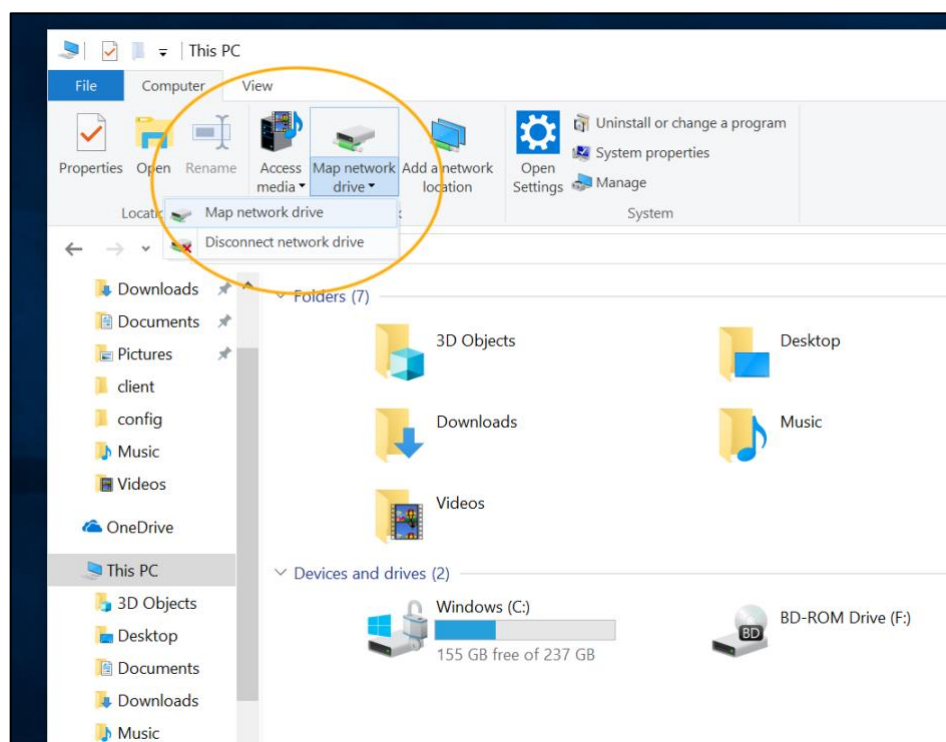 This PC
File Computer View
Properties Open Rename Access media Map network drive Add a network location Open Settings
Uninstall or change a program
System properties
Manage
System
Map network drive
Disconnect network drive
Downloads
Documents
Pictures
client
config
Music
Videos
OneDrive
This PC
3D Objects
Desktop
Documents
Downloads
Music
Folders (7)
3D Objects
Desktop
Downloads
Music
Videos
Devices and drives (2)
Windows (C:)
155 GB free of 237 GB
BD
BD-ROM Drive (F:)